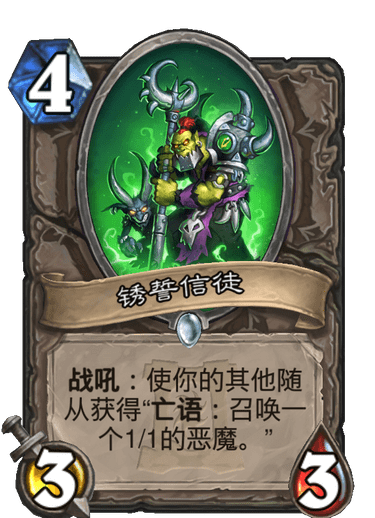 4
锈誓信徒
战吼：使你的其他随
从获得“亡语：召唤一
个1/1的恶魔。”
3
3